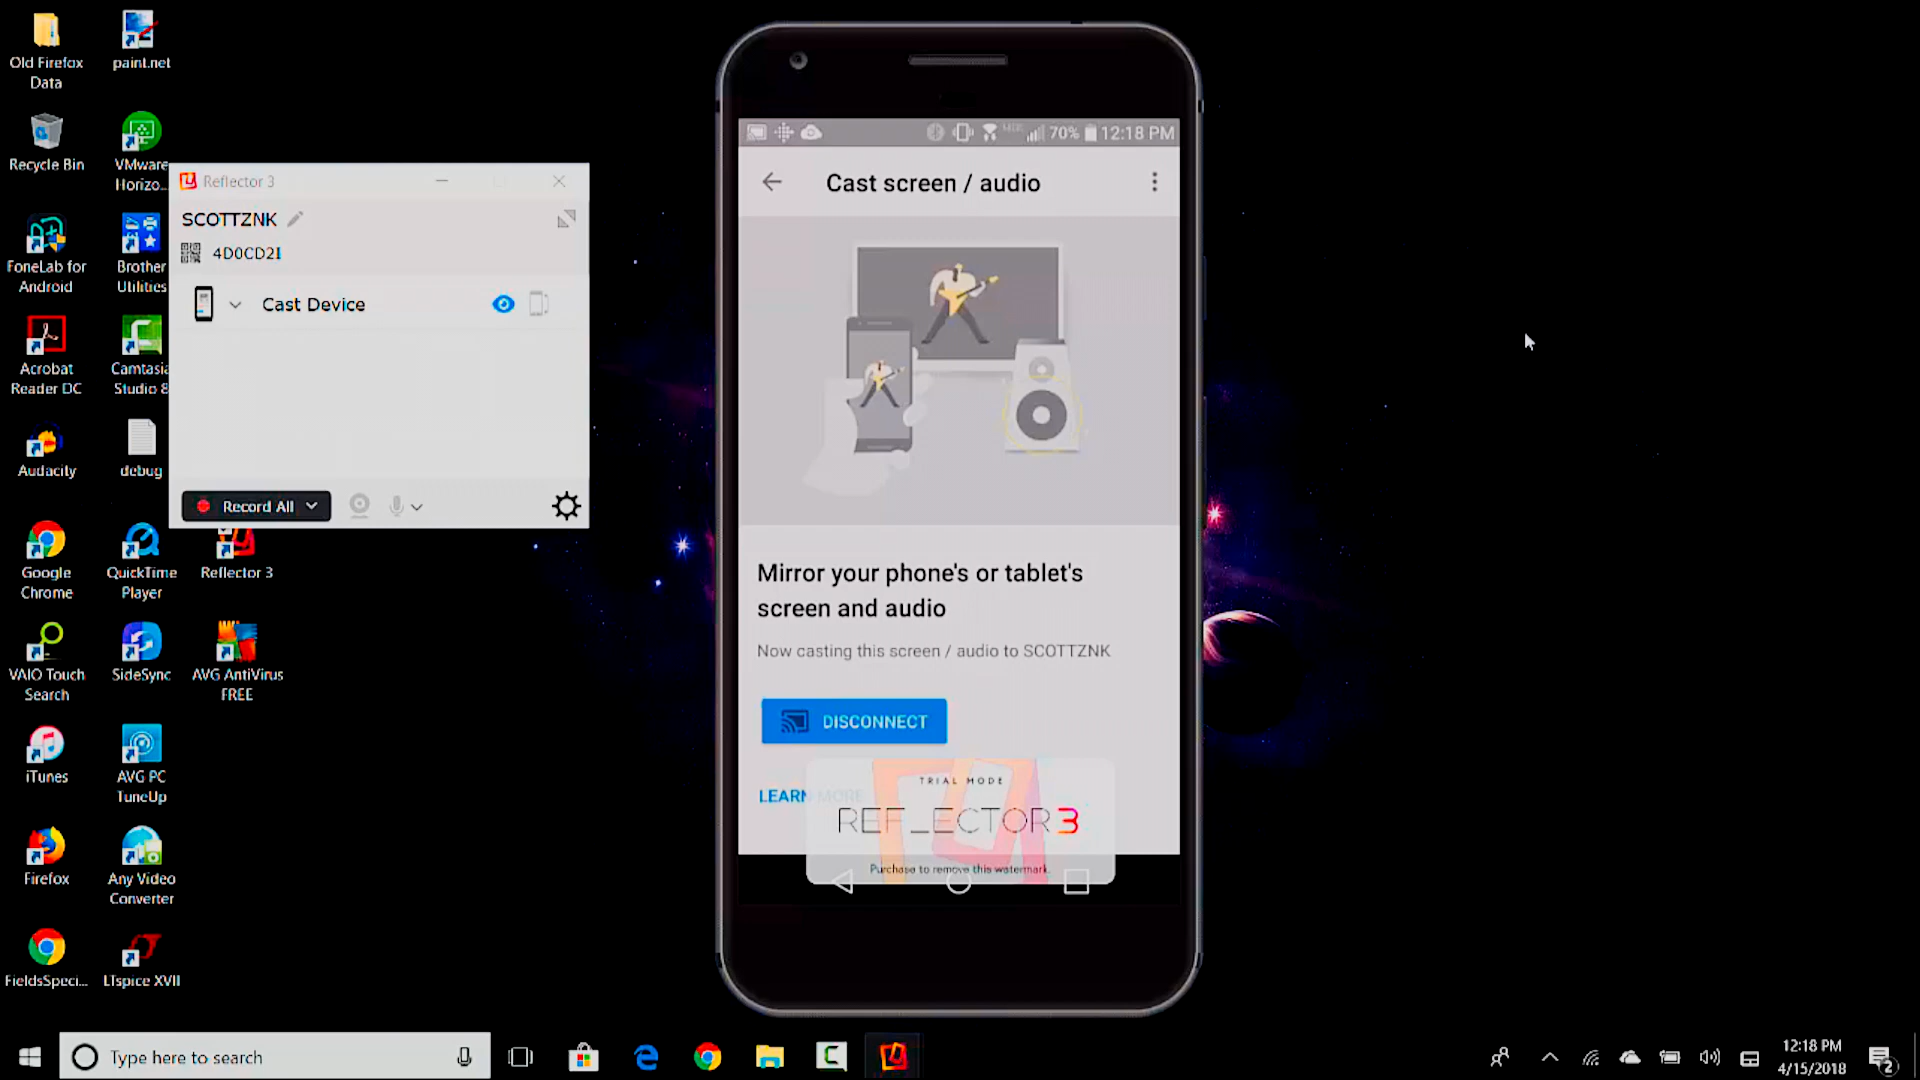 Old Firefox
Data
paint.net
Recycle Bin
VMware
Horizo...
FoneLab for
Android
Brother
Utilities
Acrobat
Reader DC
Camtasia
Studio 8
Audacity
debug
Google
Chrome
QuickTime
Player
Reflector 3
VAIO Touch
Search
SideSync
AVG AntiVirus
FREE
iTunes
AVG PC
TuneUp
Firefox
Any Video
Converter
FieldsSpeci...
LTspice XVII
Reflector 3
SCOTTZNK
Cast Device
Record All
70% 12:18 PM
Cast screen / audio
Mirror your phone's or tablet's
screen and audio
Now casting this screen / audio to SCOTTZNK
DISCONNECT
LEARN MORE
TRIAL MODE
REF_ECTOR 3
Purchase to remove this watermark.
Type here to search
12:18 PM
4/15/2018
2